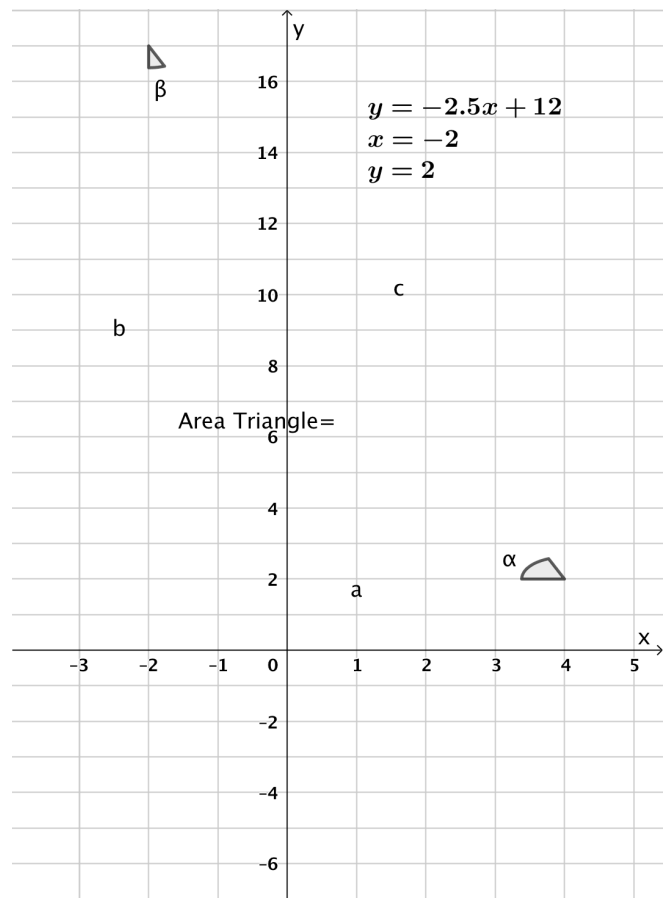 y
β
16
y = −2.5x + 12
x = −2
y = 2
14
12
10
c
b
8
Area Triangle=
6
4
α
2
a
x
−3 −2 −1 0 1 2 3 4 5
−2
−4
−6